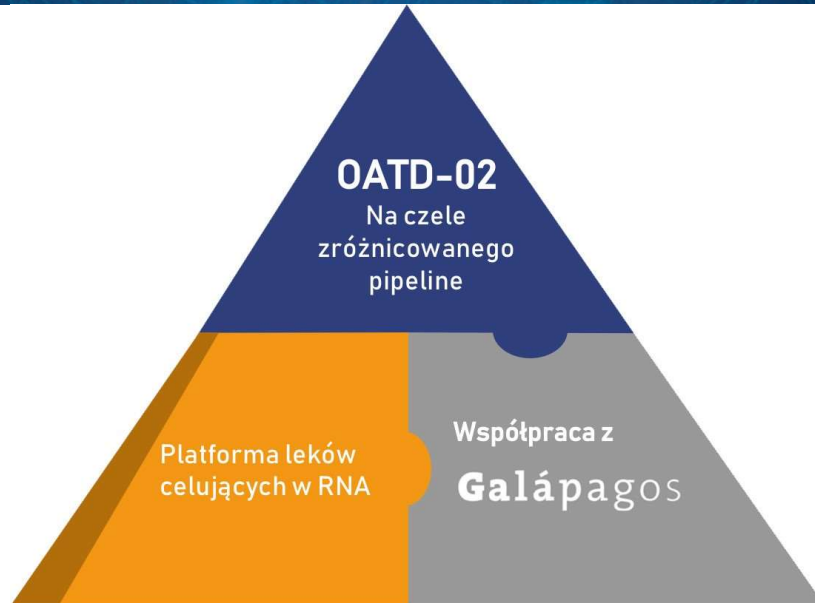 OATD-02
Na czele
zróżnicowanego
pipeline
Platforma leków
celujących w RNA
Współpraca z
Galápagos